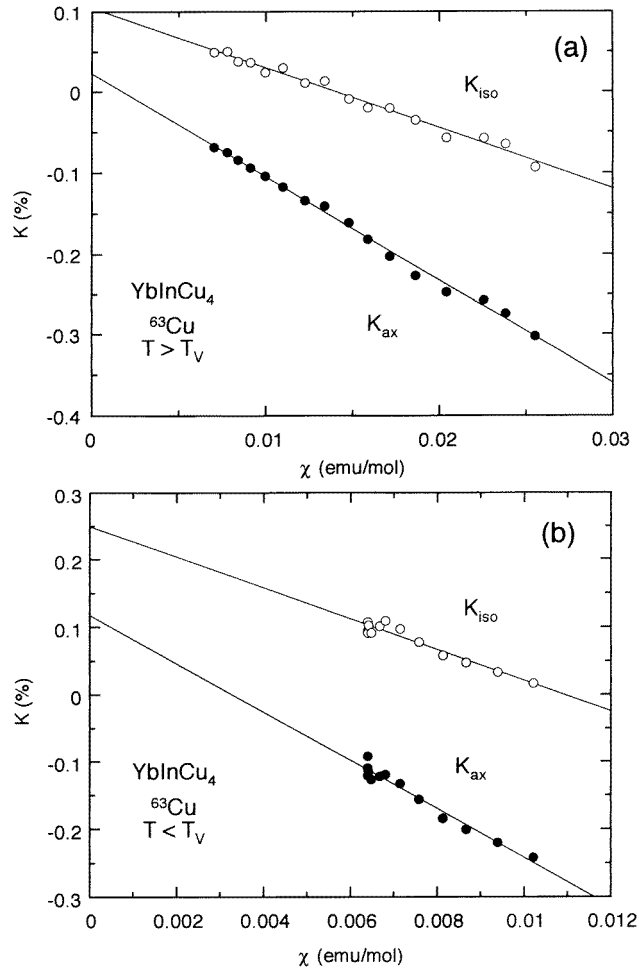 0.1
0
-0.1
-0.2
-0.3
-0.4
K (%)
(a)
K_iso
K_ax
YbInCu₄
⁶³Cu
T > T_V
0
0.01
0.02
0.03
χ (emu/mol)
0.3
0.2
0.1
0
-0.1
-0.2
-0.3
K (%)
(b)
K_iso
K_ax
YbInCu₄
⁶³Cu
T < T_V
0
0.002
0.004
0.006
0.008
0.01
0.012
χ (emu/mol)